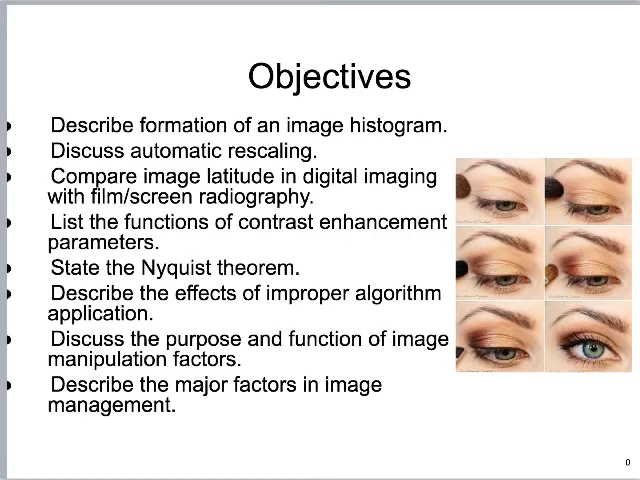 Objectives
• Describe formation of an image histogram.
• Discuss automatic rescaling.
• Compare image latitude in digital imaging
with film/screen radiography.
• List the functions of contrast enhancement
parameters.
• State the Nyquist theorem.
• Describe the effects of improper algorithm
application.
• Discuss the purpose and function of image
manipulation factors.
• Describe the major factors in image
management.
0